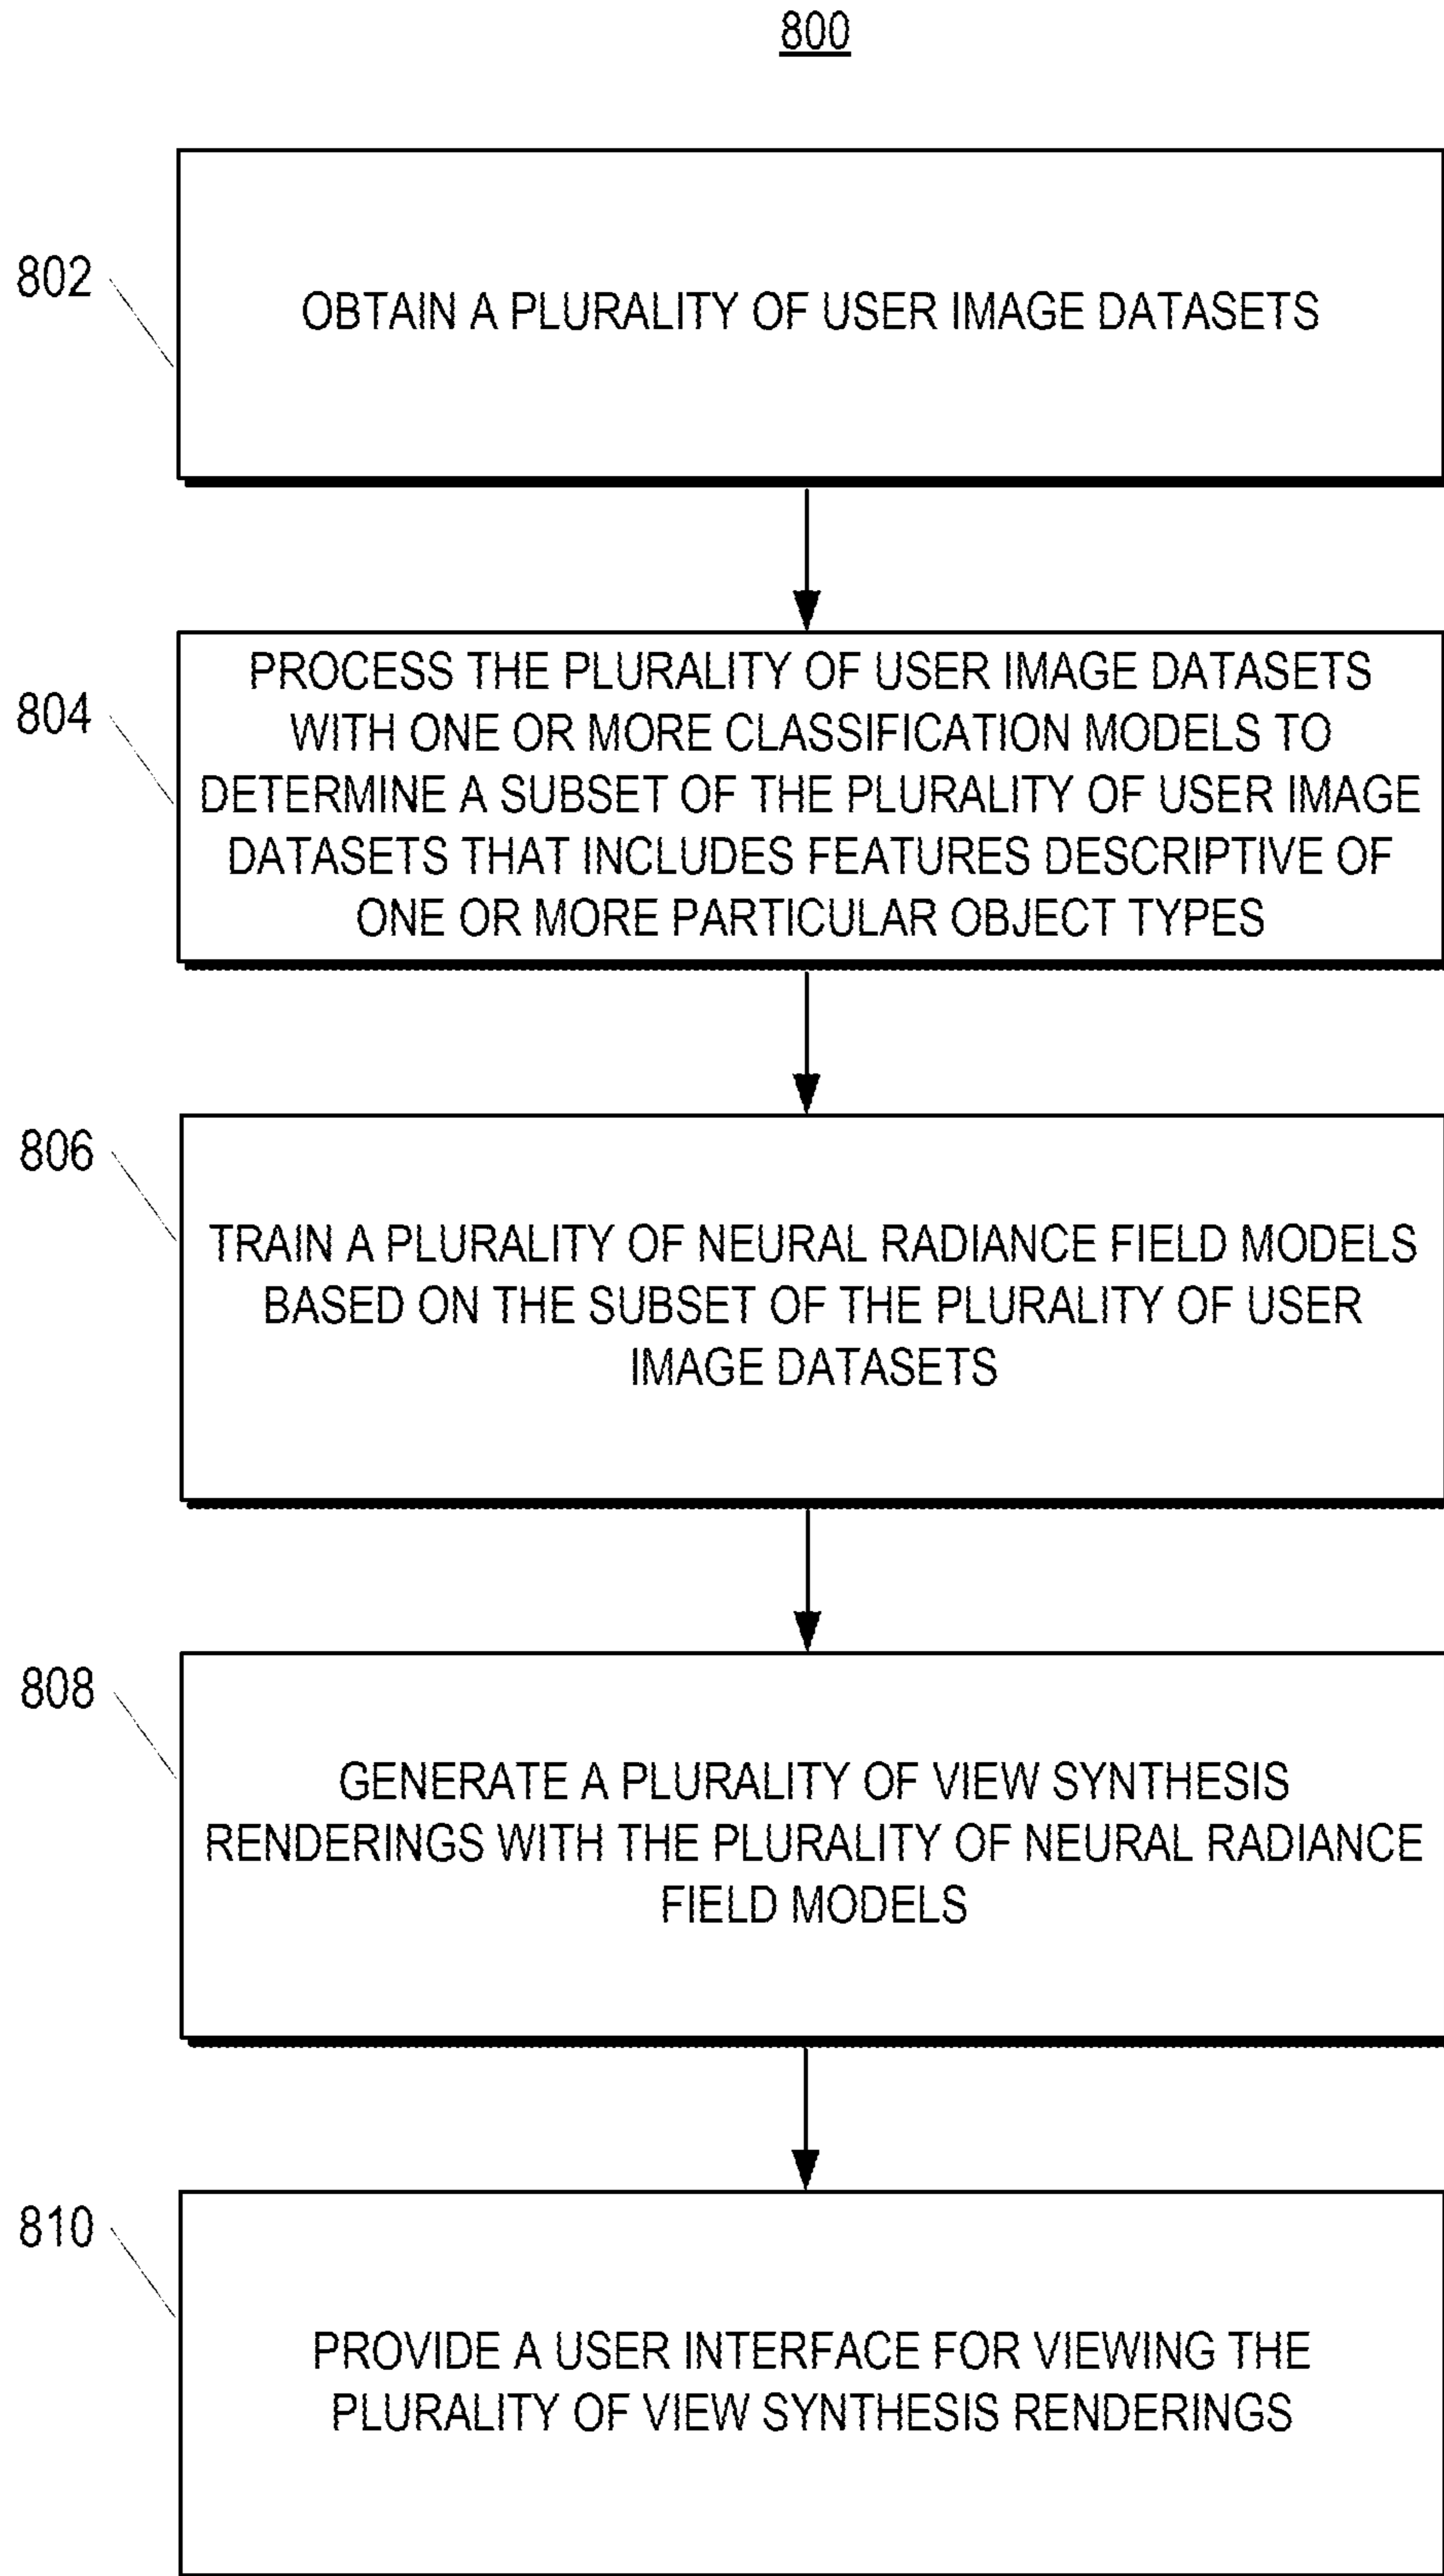 800
802
OBTAIN A PLURALITY OF USER IMAGE DATASETS
804
PROCESS THE PLURALITY OF USER IMAGE DATASETS
WITH ONE OR MORE CLASSIFICATION MODELS TO
DETERMINE A SUBSET OF THE PLURALITY OF USER IMAGE
DATASETS THAT INCLUDES FEATURES DESCRIPTIVE OF
ONE OR MORE PARTICULAR OBJECT TYPES
806
TRAIN A PLURALITY OF NEURAL RADIANCE FIELD MODELS
BASED ON THE SUBSET OF THE PLURALITY OF USER
IMAGE DATASETS
808
GENERATE A PLURALITY OF VIEW SYNTHESIS
RENDERINGS WITH THE PLURALITY OF NEURAL RADIANCE
FIELD MODELS
810
PROVIDE A USER INTERFACE FOR VIEWING THE
PLURALITY OF VIEW SYNTHESIS RENDERINGS